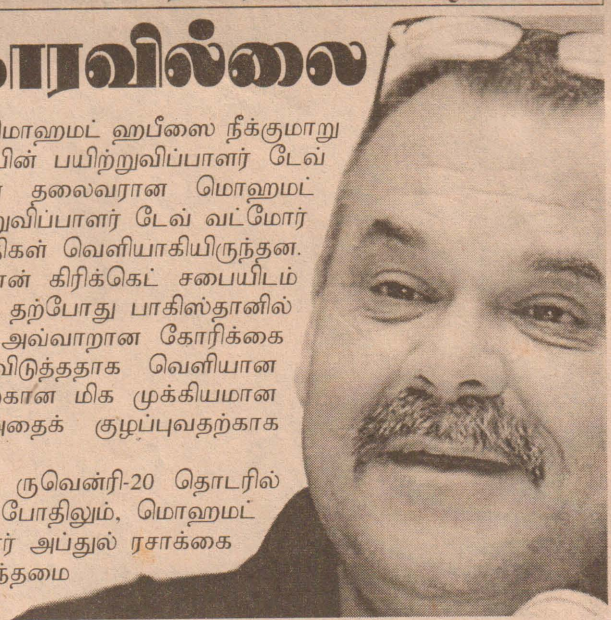 காரவில்லை
மொஹமட் ஹபீஸை நீக்குமாறு
யின் பயிற்றுவிப்பாளர் டேவ்
தலைவரான மொஹமட்
றுவிப்பாளர் டேவ் வட்மோர்
திகள் வெளியாகியிருந்தன.
ான் கிரிக்கெட் சபையிடம்
தற்போது பாகிஸ்தானில்
அவ்வாறான கோரிக்கை
விடுத்ததாக வெளியான
கான மிக முக்கியமான
அதைக் குழப்புவதற்காக
ருவென்ரி-20 தொடரில்
போதிலும், மொஹமட்
ர் அப்துல் ரசாக்கை
ந்தமை